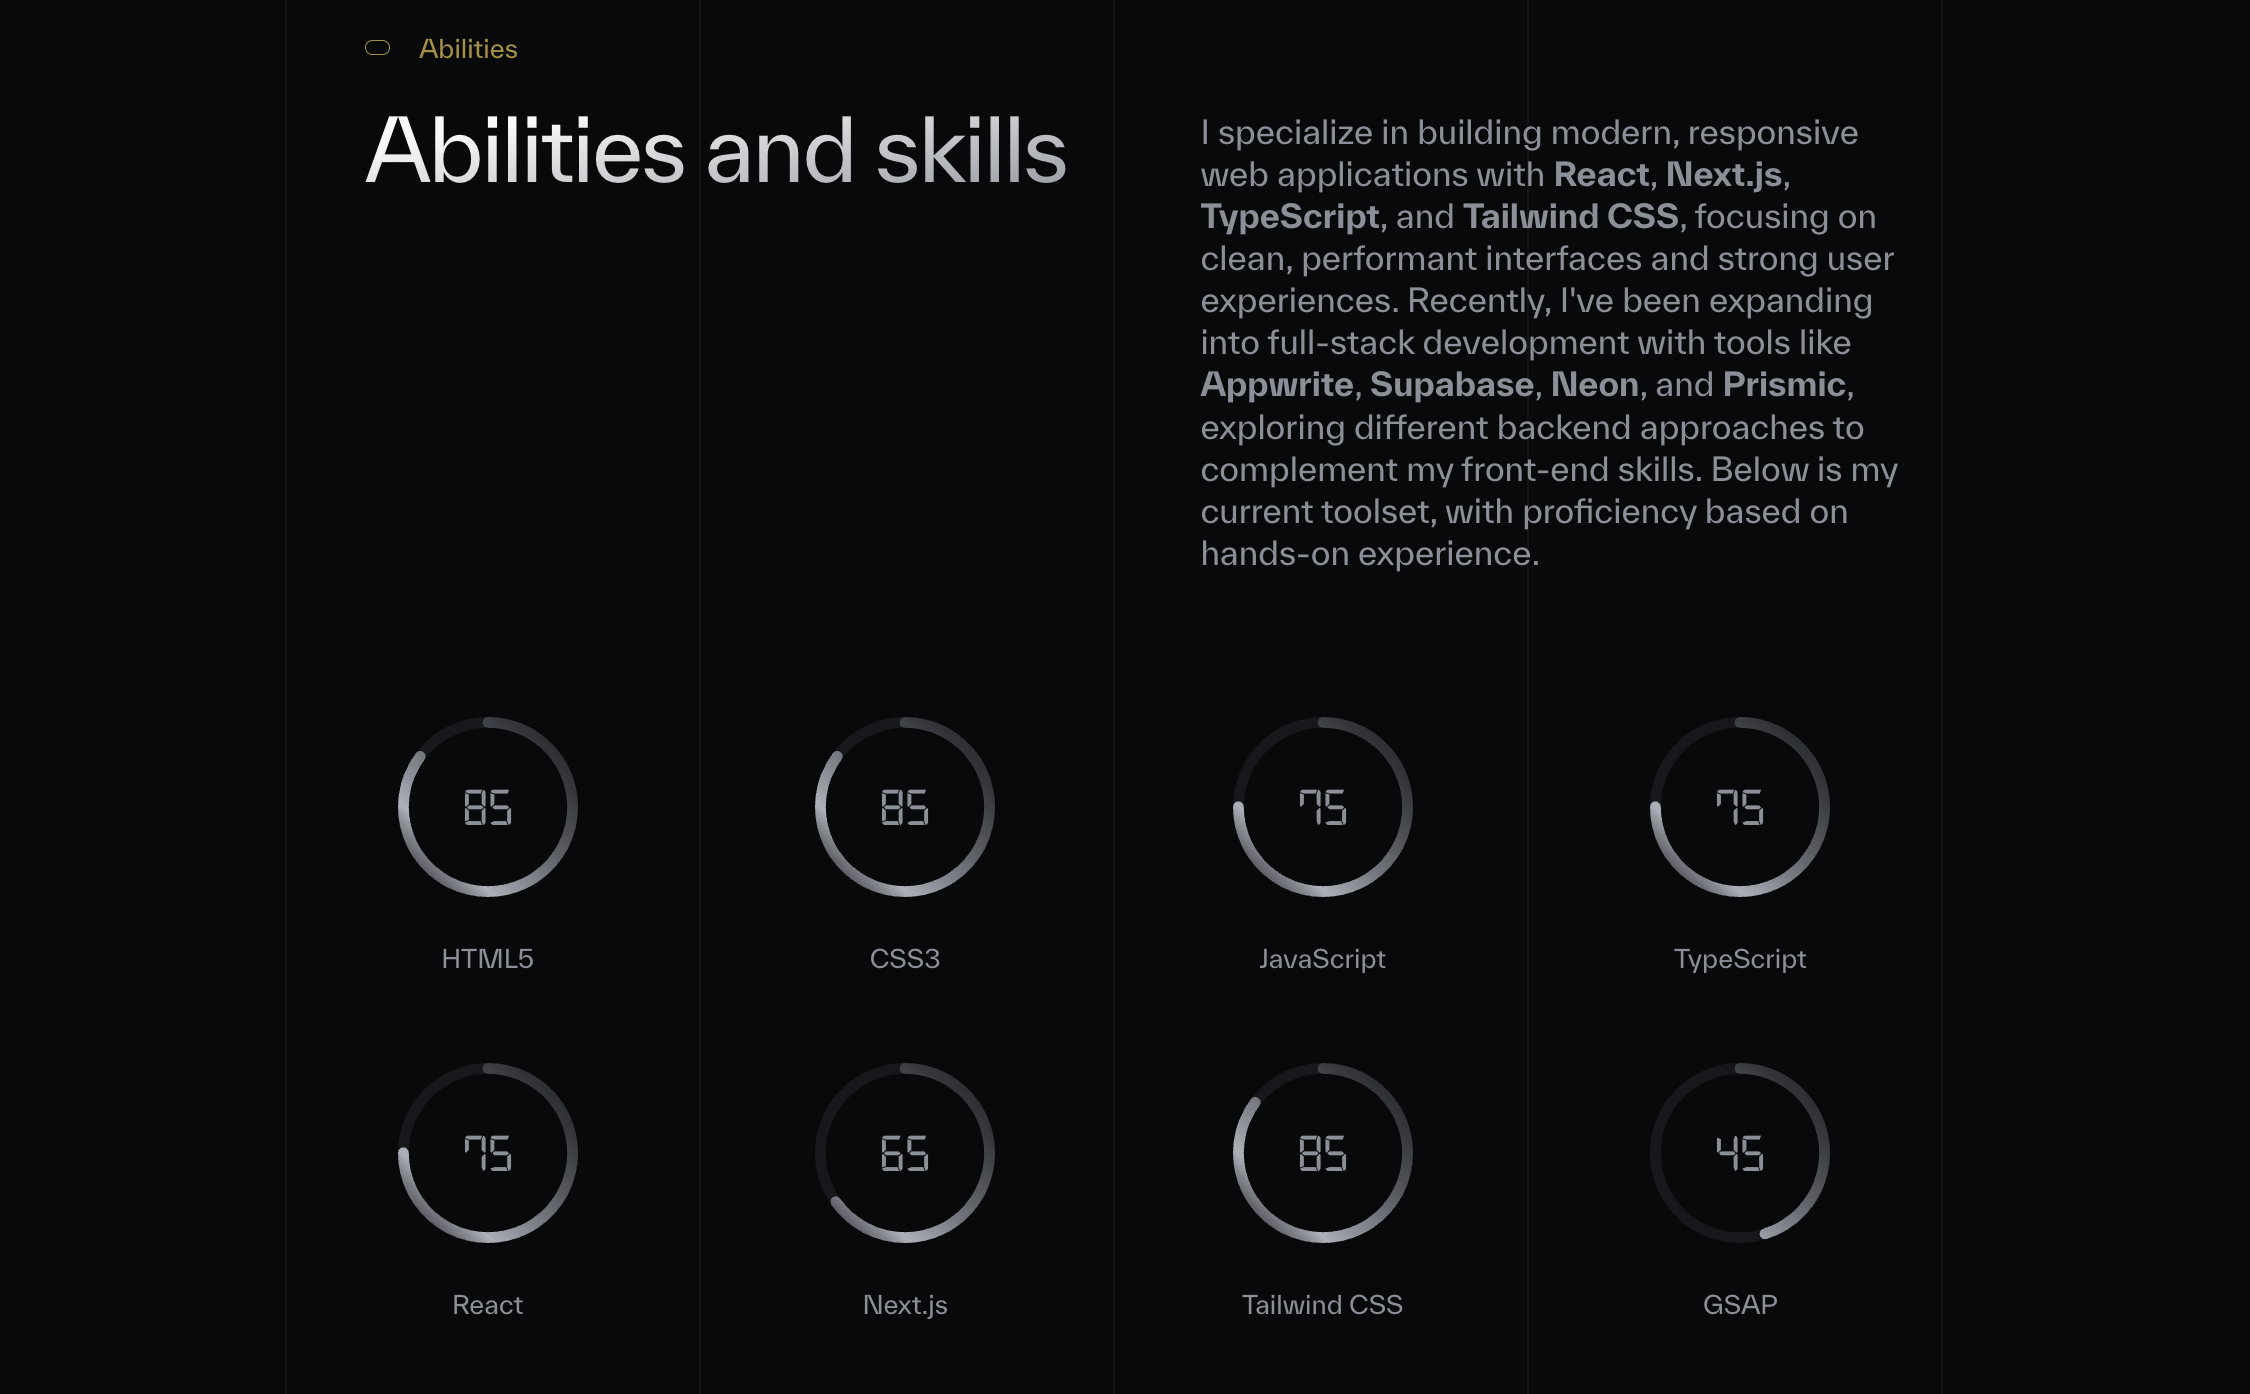 Abilities
Abilities and skills
I specialize in building modern, responsive
web applications with React, Next.js,
TypeScript, and Tailwind CSS, focusing on
clean, performant interfaces and strong user
experiences. Recently, I've been expanding
into full-stack development with tools like
Appwrite, Supabase, Neon, and Prismic,
exploring different backend approaches to
complement my front-end skills. Below is my
current toolset, with proficiency based on
hands-on experience.
85
HTML5
85
CSS3
75
JavaScript
75
TypeScript
75
React
65
Next.js
85
Tailwind CSS
45
GSAP